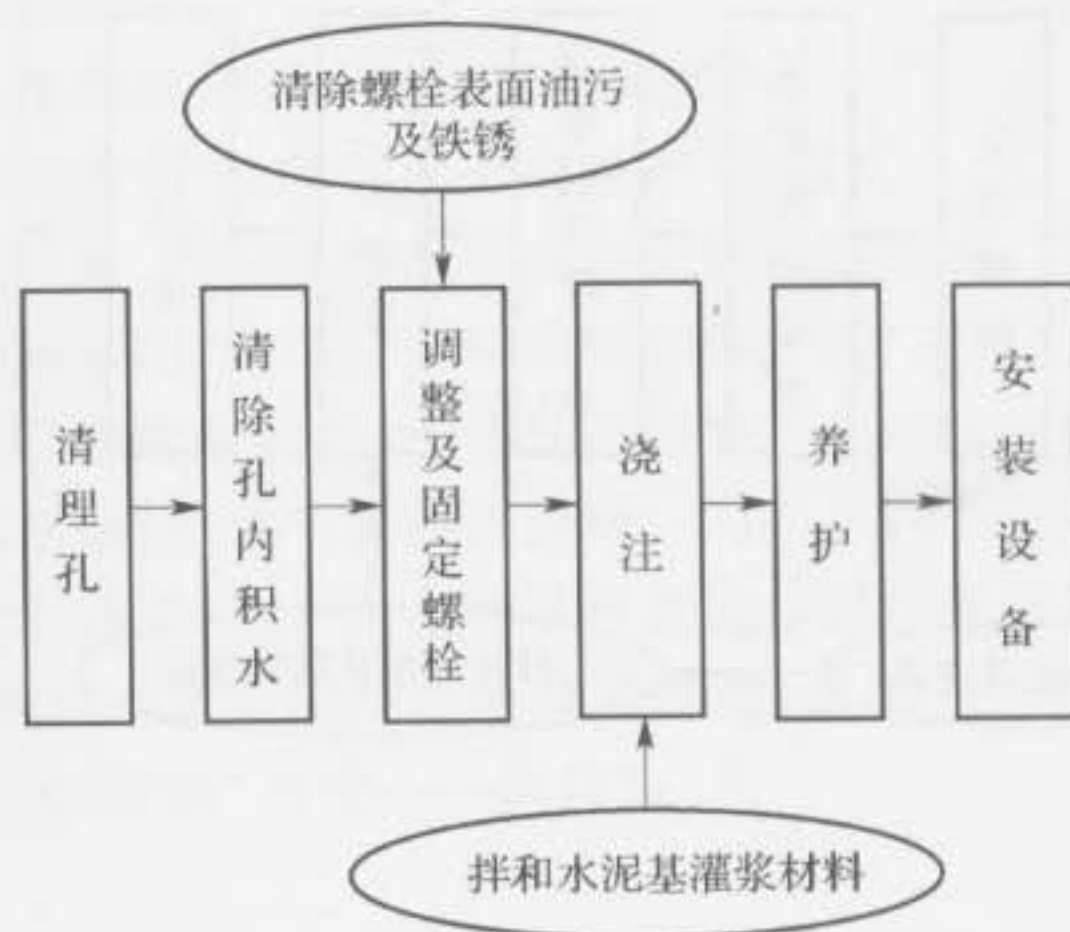 清除螺栓表面油污
及铁锈
清理孔
清除孔内积水
调整及固定螺栓
浇注
养护
安装设备
拌和水泥基灌浆材料